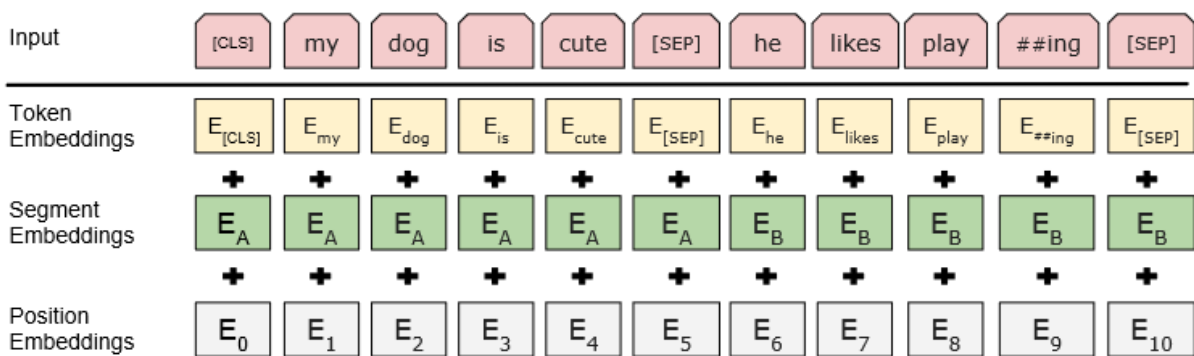 Input [CLS] my dog is cute [SEP] he likes play ##ing [SEP]
Token
Embeddings
E[CLS] Emy Edog Eis Ecute E[SEP] Ehe Elikes Eplay E##ing E[SEP]
+ + + + + + + + + + +
Segment
Embeddings
EA EA EA EA EA EA EB EB EB EB EB
+ + + + + + + + + + +
Position
Embeddings
E0 E1 E2 E3 E4 E5 E6 E7 E8 E9 E10